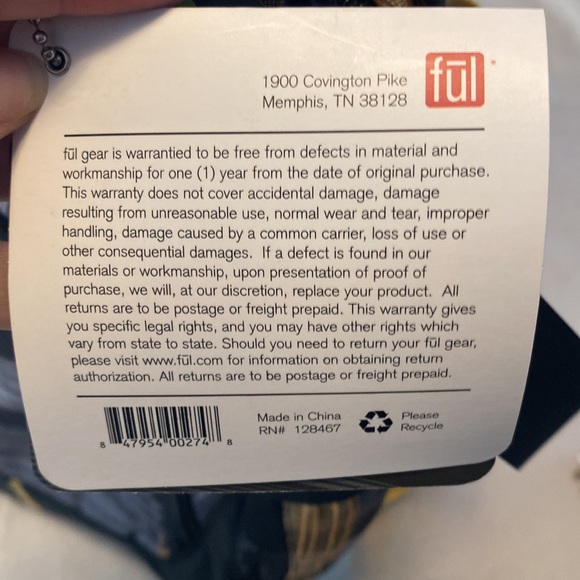 1900 Covington Pike
Memphis, TN 38128
fūl
fūl gear is warrantied to be free from defects in material and
workmanship for one (1) year from the date of original purchase.
This warranty does not cover accidental damage, damage
resulting from unreasonable use, normal wear and tear, improper
handling, damage caused by a common carrier, loss of use or
other consequential damages. If a defect is found in our
materials or workmanship, upon presentation of proof of
purchase, we will, at our discretion, replace your product. All
returns are to be postage or freight prepaid. This warranty gives
you specific legal rights, and you may have other rights which
vary from state to state. Should you need to return your fūl gear,
please visit www.fūl.com for information on obtaining return
authorization. All returns are to be postage or freight prepaid.
8 47954 00274 8
Made in China
RN# 128467
Please
Recycle